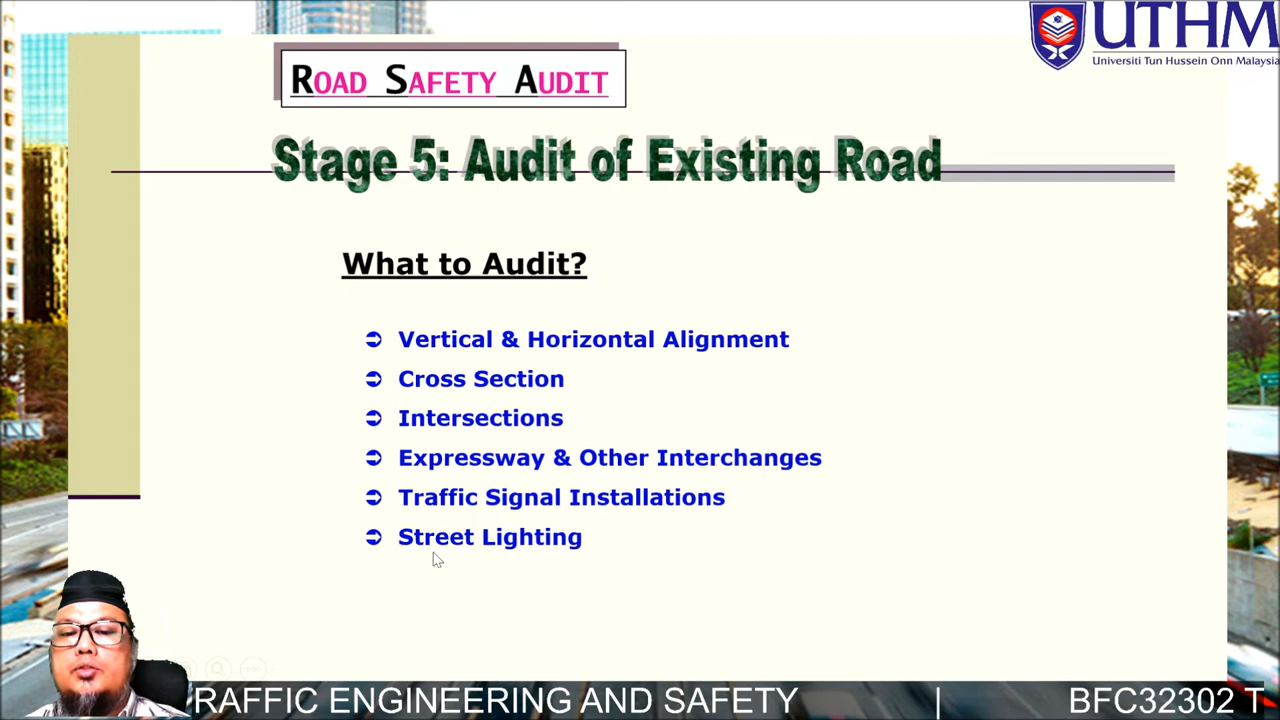 UTHM
Universiti Tun Hussein Onn Malaysia
ROAD SAFETY AUDIT
Stage 5: Audit of Existing Road
What to Audit?
Vertical & Horizontal Alignment
Cross Section
Intersections
Expressway & Other Interchanges
Traffic Signal Installations
Street Lighting
RAFFIC ENGINEERING AND SAFETY | BFC32302 T